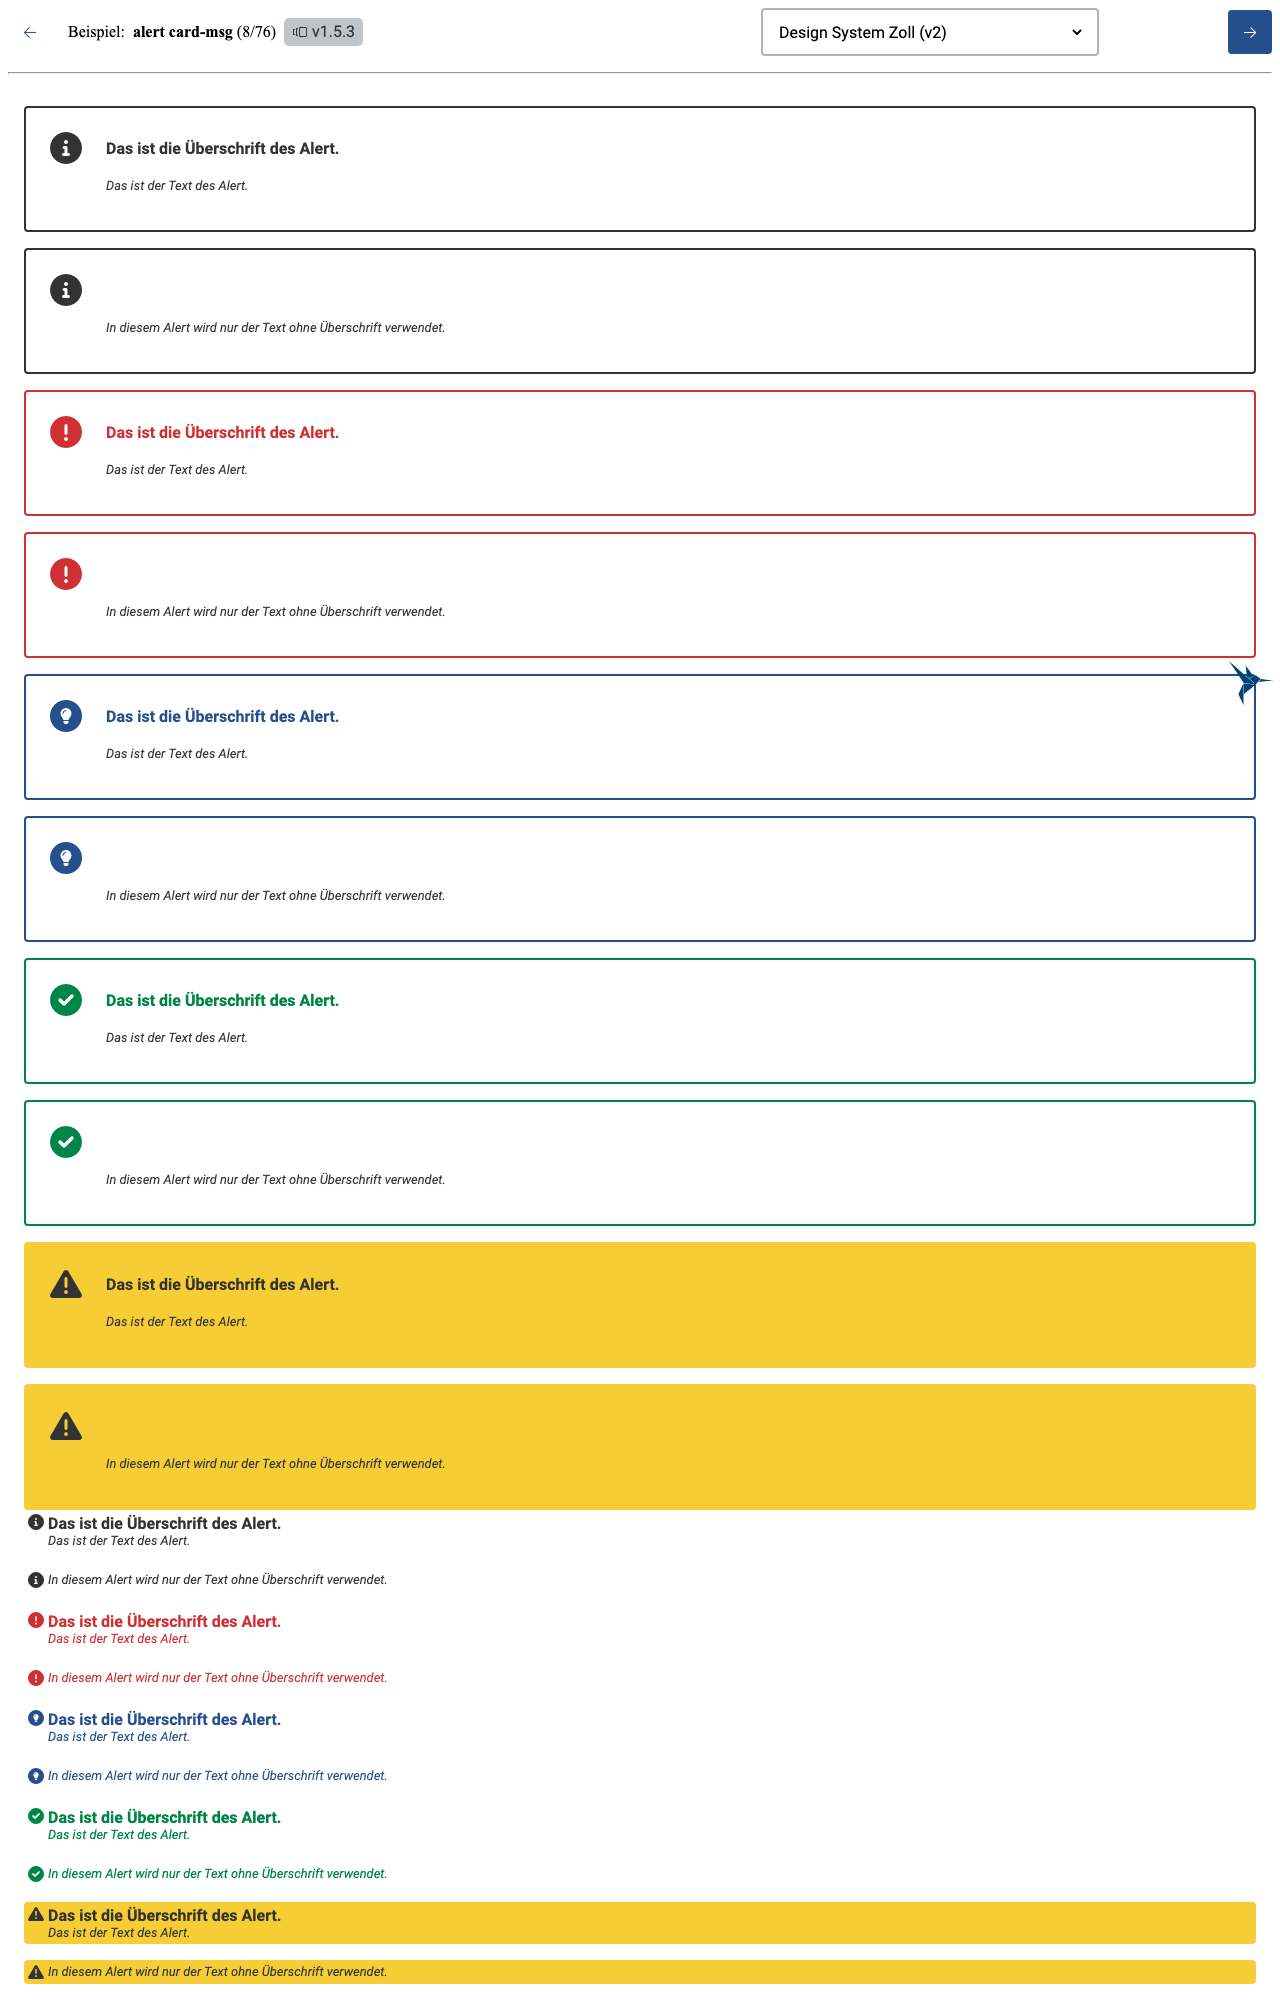 Beispiel: alert card-msg (8/76) v1.5.3 Design System Zoll (v2)
Das ist die Überschrift des Alert.
Das ist der Text des Alert.
In diesem Alert wird nur der Text ohne Überschrift verwendet.
Das ist die Überschrift des Alert.
Das ist der Text des Alert.
In diesem Alert wird nur der Text ohne Überschrift verwendet.
Das ist die Überschrift des Alert.
Das ist der Text des Alert.
In diesem Alert wird nur der Text ohne Überschrift verwendet.
Das ist die Überschrift des Alert.
Das ist der Text des Alert.
In diesem Alert wird nur der Text ohne Überschrift verwendet.
Das ist die Überschrift des Alert.
Das ist der Text des Alert.
In diesem Alert wird nur der Text ohne Überschrift verwendet.
Das ist die Überschrift des Alert.
Das ist der Text des Alert.
In diesem Alert wird nur der Text ohne Überschrift verwendet.
Das ist die Überschrift des Alert.
Das ist der Text des Alert.
In diesem Alert wird nur der Text ohne Überschrift verwendet.
Das ist die Überschrift des Alert.
Das ist der Text des Alert.
In diesem Alert wird nur der Text ohne Überschrift verwendet.
Das ist die Überschrift des Alert.
Das ist der Text des Alert.
In diesem Alert wird nur der Text ohne Überschrift verwendet.
Das ist die Überschrift des Alert.
Das ist der Text des Alert.
In diesem Alert wird nur der Text ohne Überschrift verwendet.